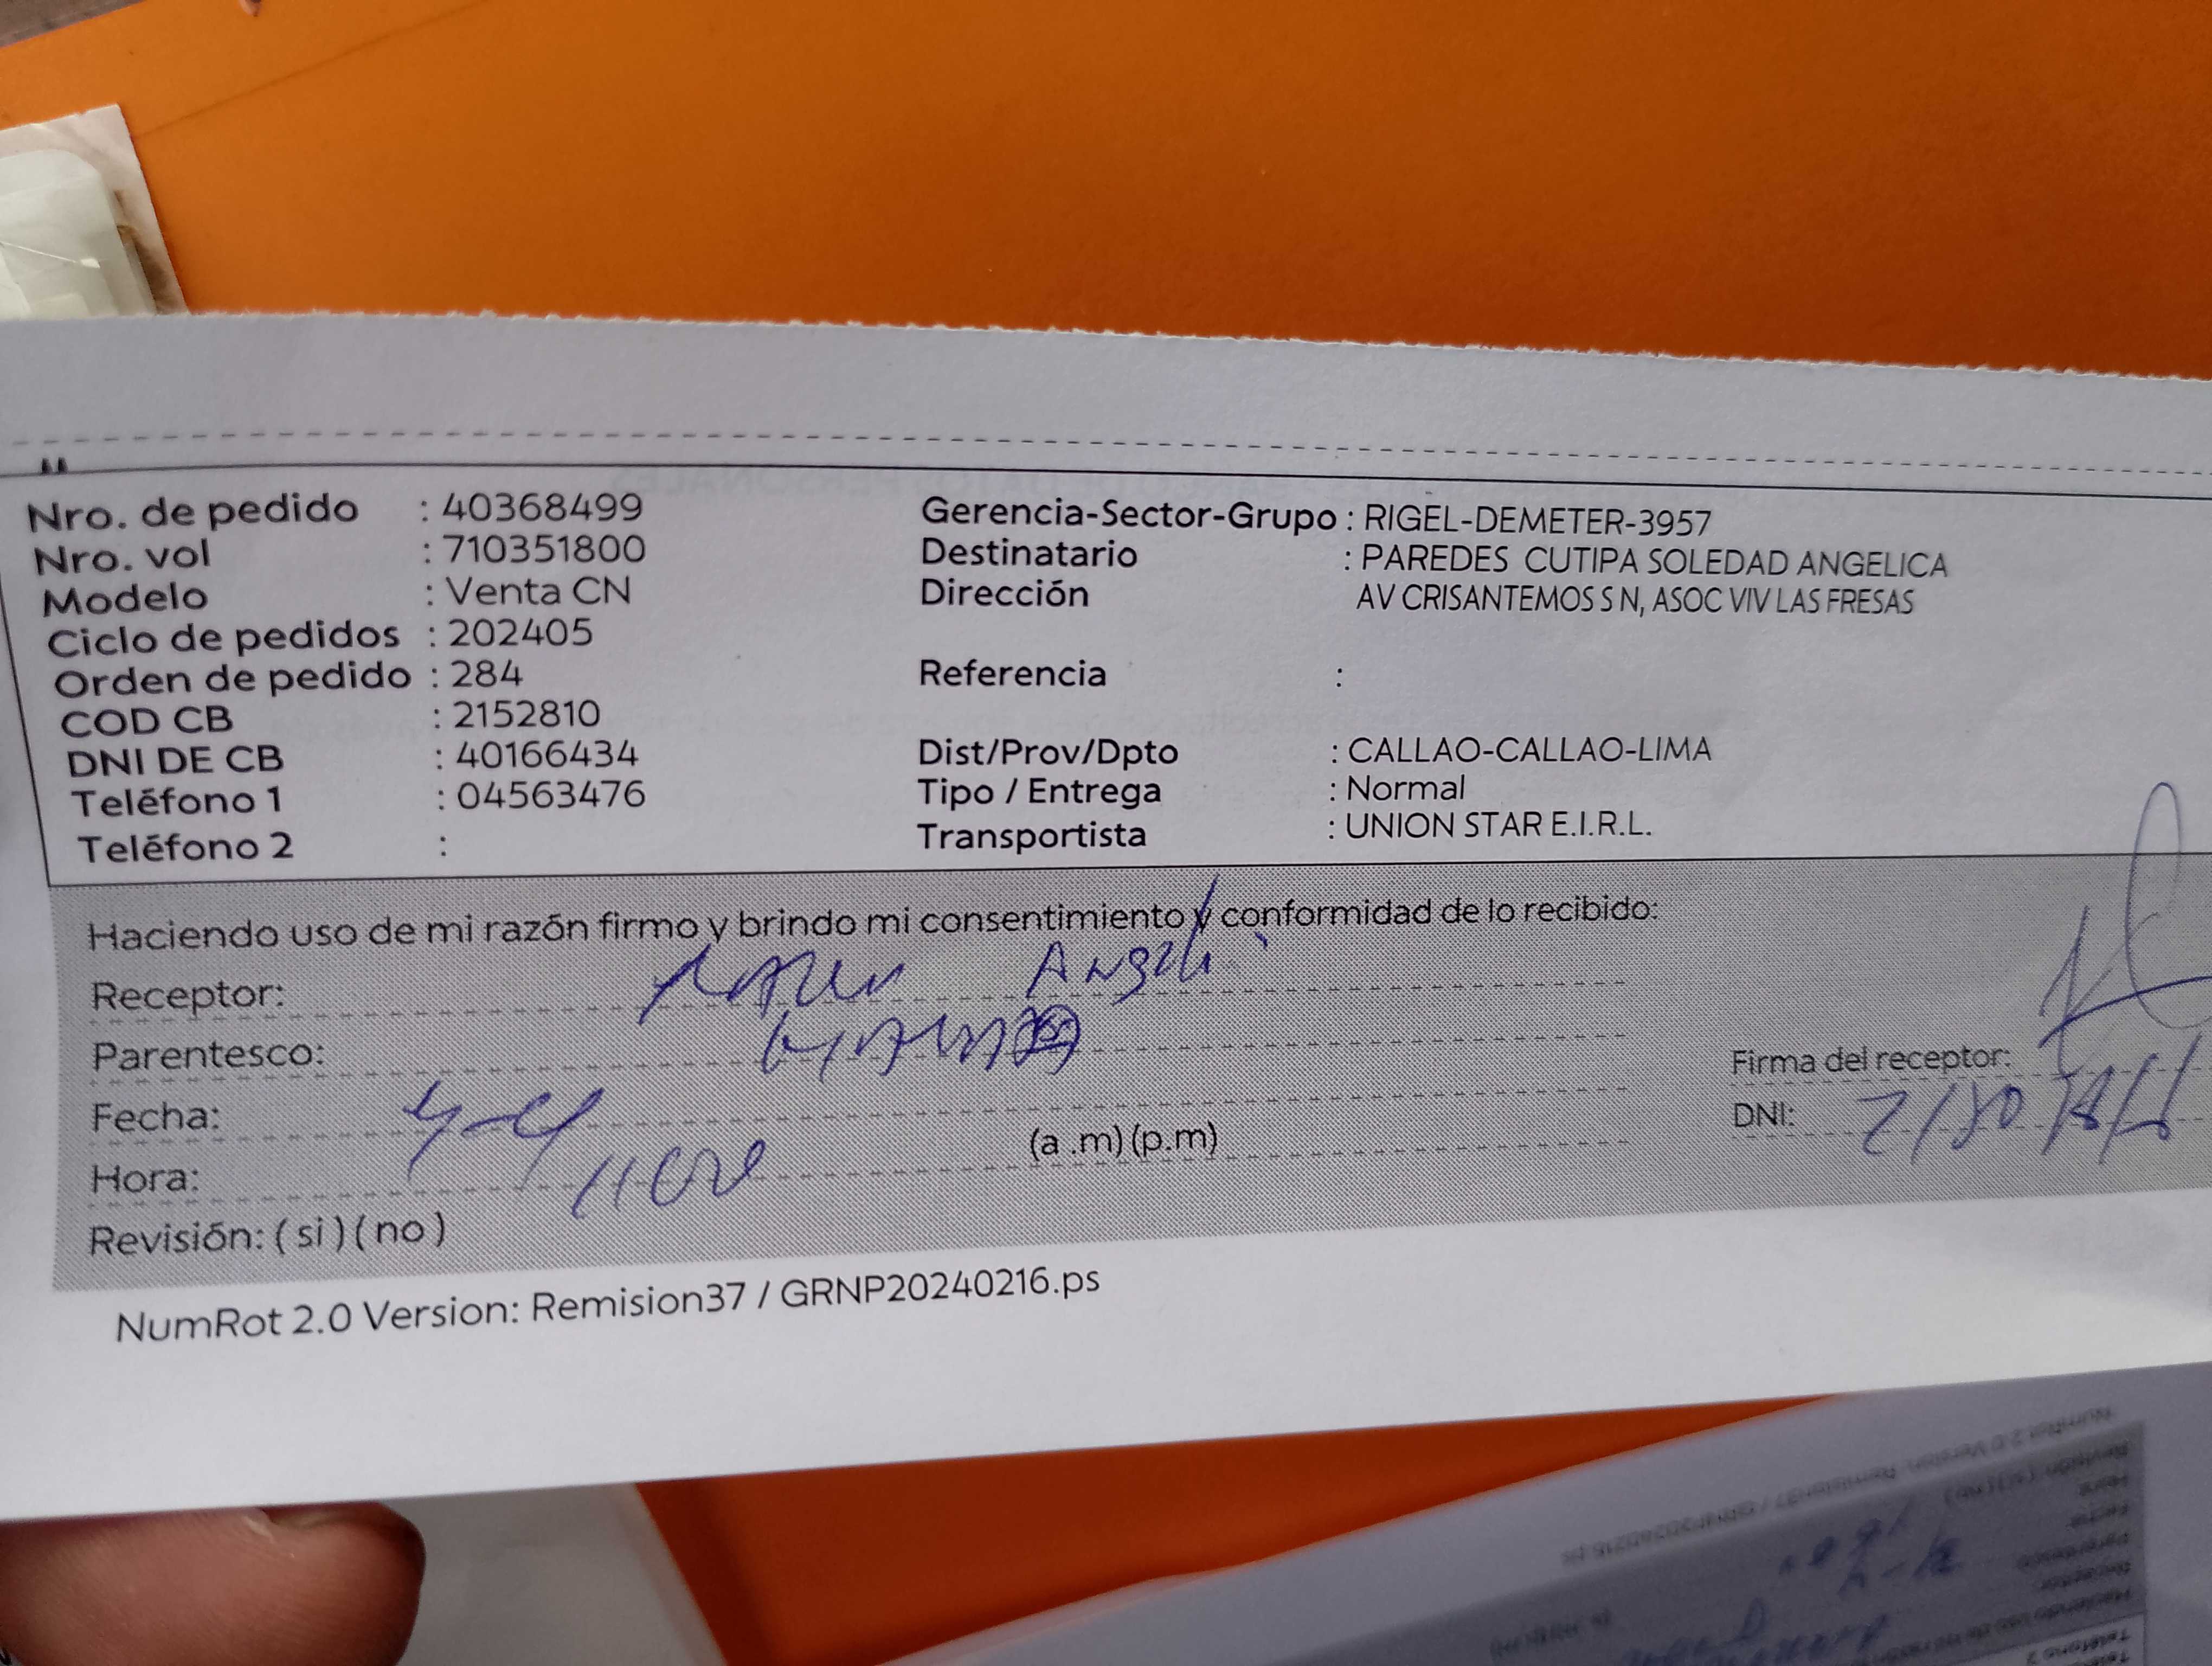 Nro. de pedido : 40368499
Nro. vol : 710351800
Modelo : Venta CN
Ciclo de pedidos : 202405
Orden de pedido : 284
COD CB : 2152810
DNI DE CB : 40166434
Teléfono 1 : 04563476
Teléfono 2 :
Gerencia-Sector-Grupo : RIGEL-DEMETER-3957
Destinatario : PAREDES CUTIPA SOLEDAD ANGELICA
Dirección AV CRISANTEMOS S N, ASOC VIV LAS FRESAS
Referencia :
Dist/Prov/Dpto : CALLAO-CALLAO-LIMA
Tipo / Entrega : Normal
Transportista : UNION STAR E.I.R.L.
Haciendo uso de mi razón firmo y brindo mi consentimiento y conformidad de lo recibido:
Receptor:
Parentesco:
Firma del receptor:
Fecha:
DNI:
Hora: (a .m) (p.m)
Revisión: ( si ) ( no )
NumRot 2.0 Version: Remision37 / GRNP20240216.ps